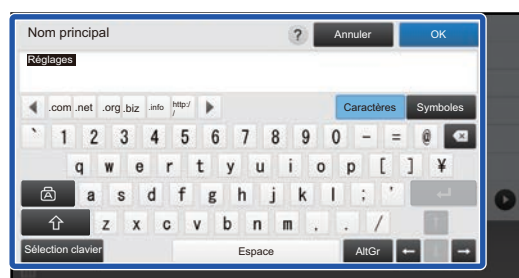 Nom principal ? Annuler OK
Réglages
.com .net .org .biz .info http:/
/
Caractères Symboles
` 1 2 3 4 5 6 7 8 9 0 - = @
q w e r t y u i o p [ ] ¥
A a s d f g h j k l ; '
z x c v b n m , . /
Sélection clavier Espace AltGr